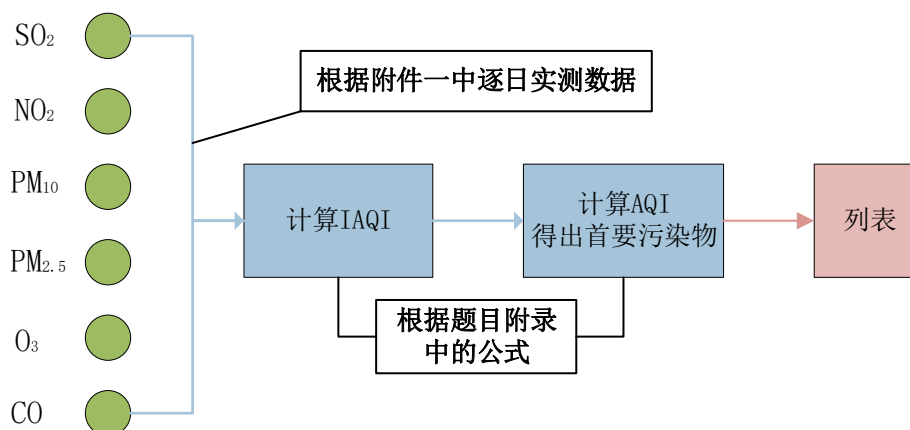 SO₂
NO₂
PM₁₀
PM₂.₅
O₃
CO
根据附件一中逐日实测数据
计算IAQI
计算AQI
得出首要污染物
列表
根据题目附录
中的公式